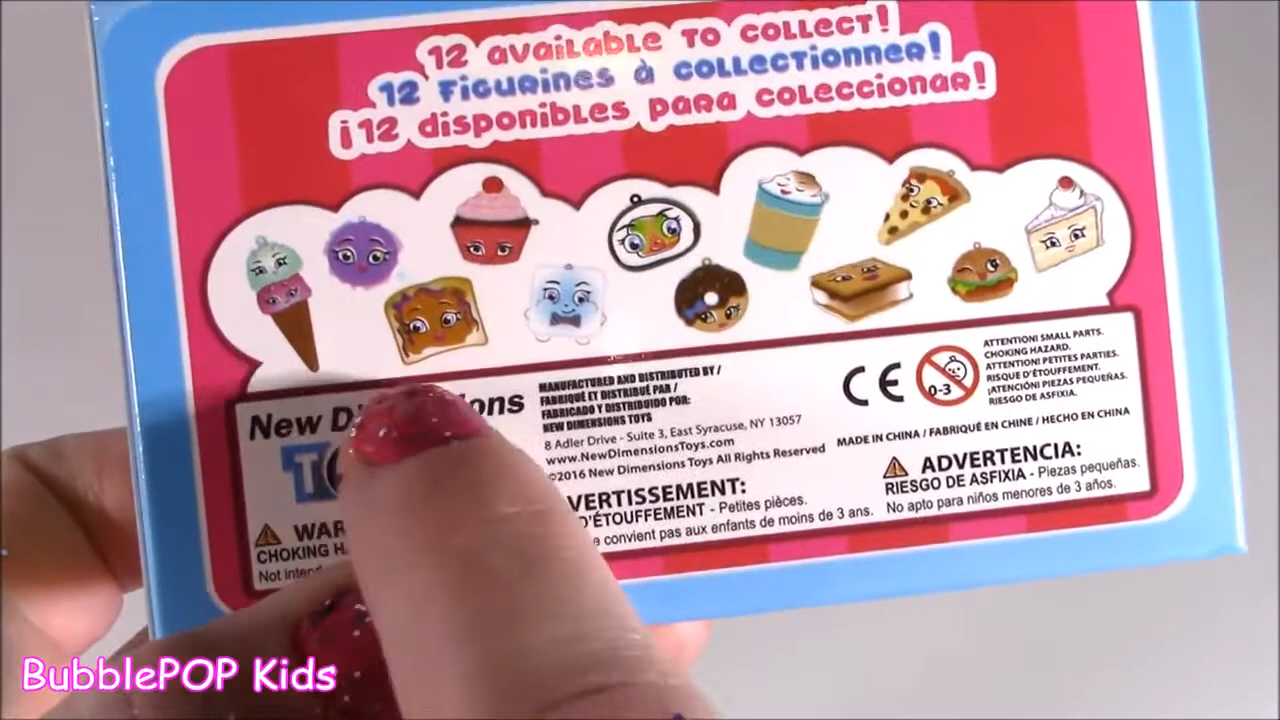 12 available to collect!
12 figurines à collectionner!
¡12 disponibles para coleccionar!
New
MANUFACTURED AND DISTRIBUTED BY /
FABRIQUÉ ET DISTRIBUÉ PAR /
FABRICADO Y DISTRIBUIDO POR:
NEW DIMENSIONS TOYS
8 Adler Drive - Suite 3, East Syracuse, NY 13057
www.NewDimensionsToys.com
©2016 New Dimensions Toys All Rights Reserved
CE
0-3
ATTENTION! SMALL PARTS.
CHOKING HAZARD.
ATTENTION! PETITES PARTIES.
RISQUE D'ÉTOUFFEMENT.
¡ATENCIÓN! PIEZAS PEQUEÑAS.
RIESGO DE ASFIXIA.
MADE IN CHINA / FABRIQUÉ EN CHINE / HECHO EN CHINA
CHOKING
Not
VERTISSEMENT:
D'ÉTOUFFEMENT - Petites pièces.
convient pas aux enfants de moins de 3 ans.
ADVERTENCIA:
RIESGO DE ASFIXIA - Piezas pequeñas.
No apto para niños menores de 3 años.
BubblePOP Kids